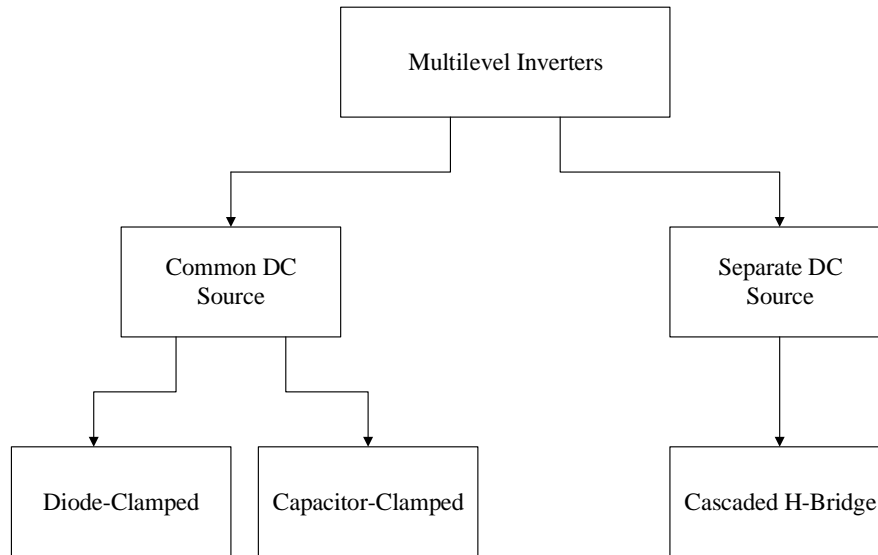 Multilevel Inverters
Common DC
Source
Separate DC
Source
Diode-Clamped
Capacitor-Clamped
Cascaded H-Bridge